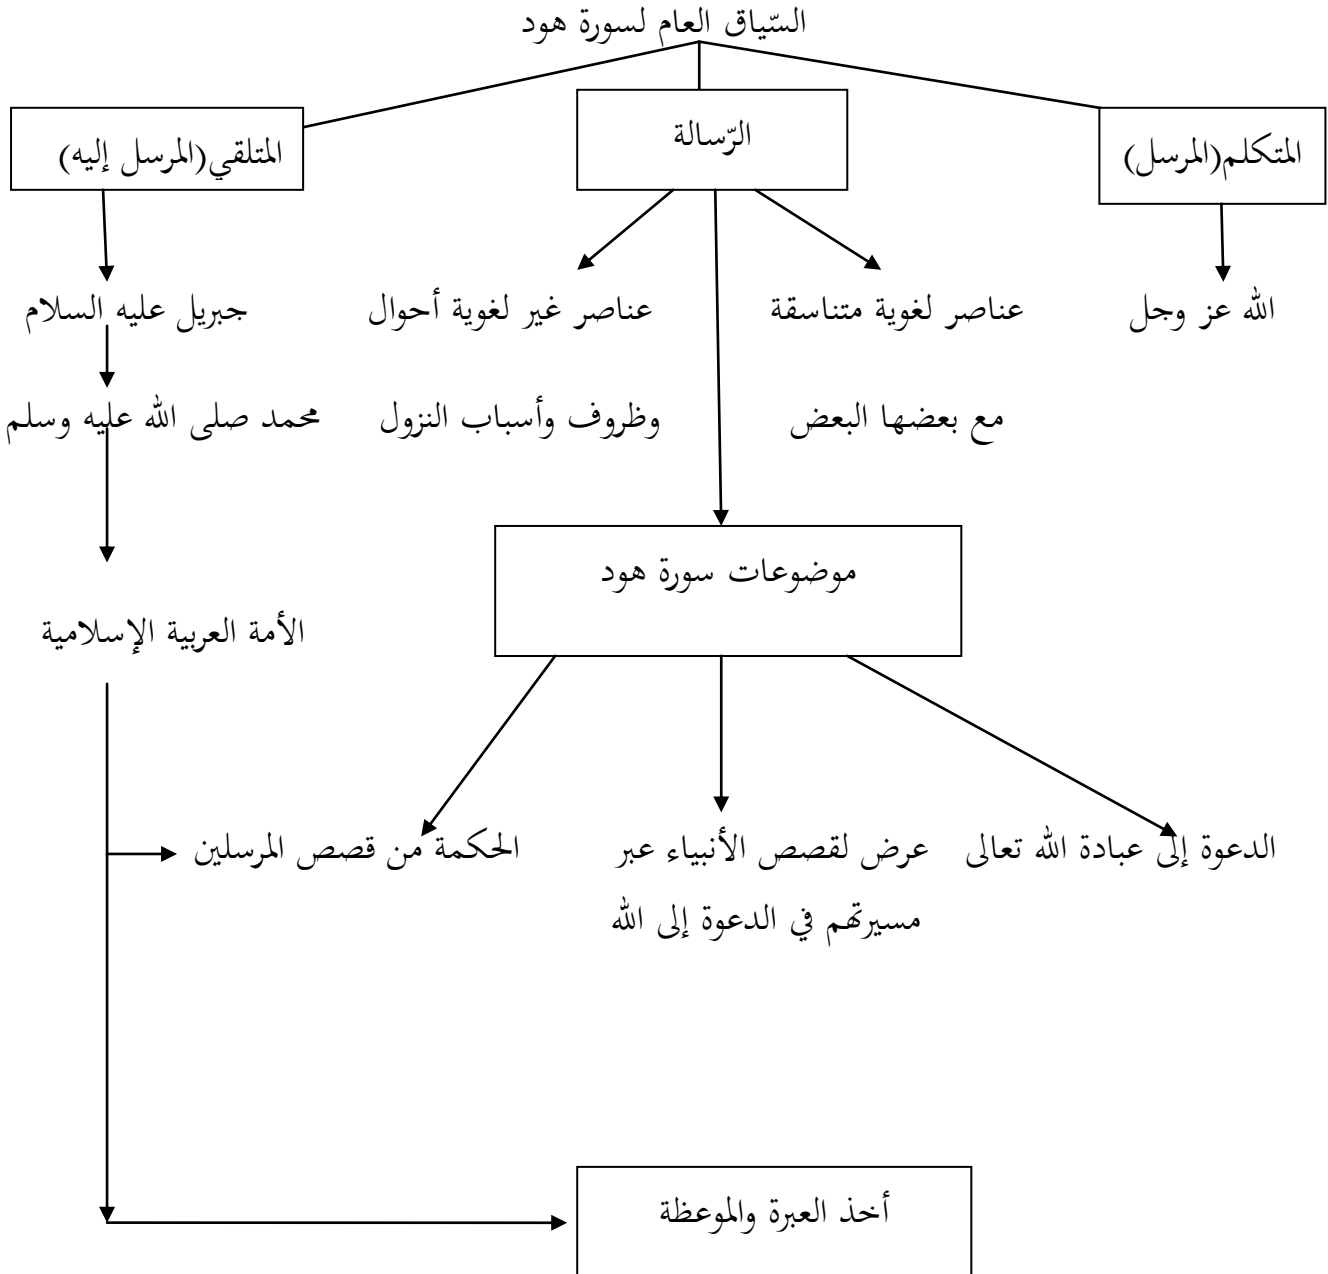 السّياق العام لسورة هود
المتكلم(المرسل)
الرّسالة
المتلقي(المرسل إليه)
الله عز وجل
عناصر لغوية متناسقة
مع بعضها البعض
عناصر غير لغوية أحوال
وظروف وأسباب النزول
جبريل عليه السلام
محمد صلى الله عليه وسلم
الأمة العربية الإسلامية
موضوعات سورة هود
الدعوة إلى عبادة الله تعالى
عرض لقصص الأنبياء عبر
مسيرتهم في الدعوة إلى الله
الحكمة من قصص المرسلين
أخذ العبرة والموعظة